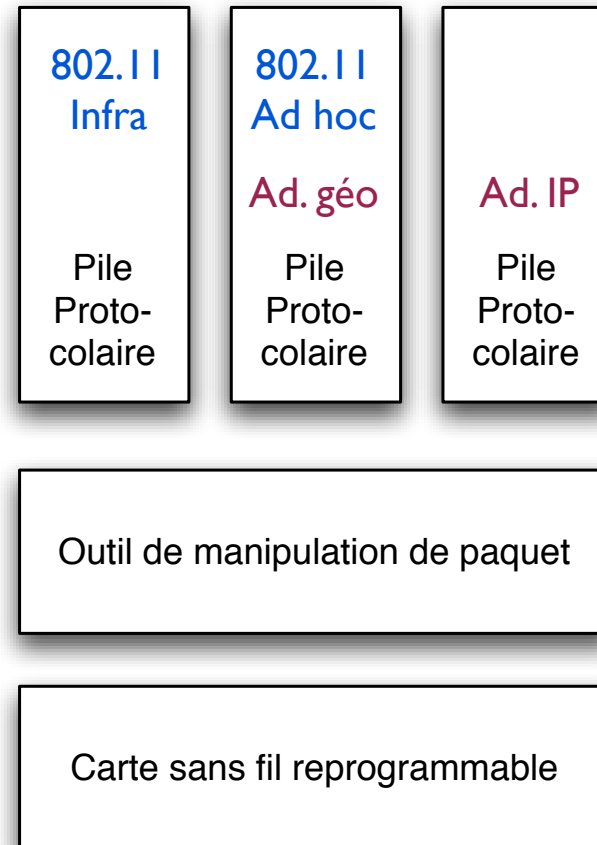 802.11
Infra
Pile
Proto-
colaire
802.11
Ad hoc
Ad. géo
Pile
Proto-
colaire
Ad. IP
Pile
Proto-
colaire
Outil de manipulation de paquet
Carte sans fil reprogrammable